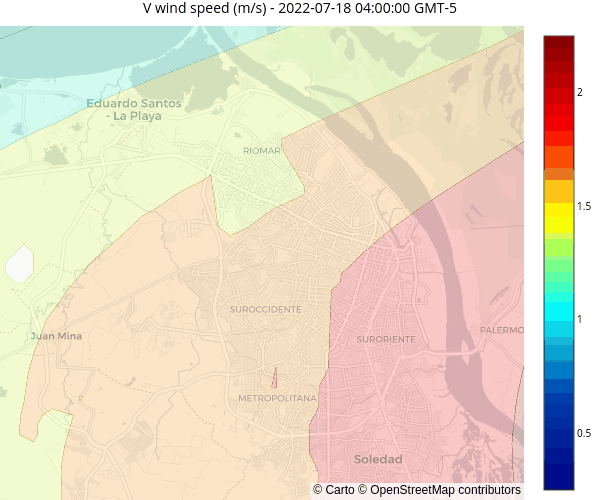 V wind speed (m/s) - 2022-07-18 04:00:00 GMT-5
Eduardo Santos
- La Playa
RIOMAR
SUROCCIDENTE
Juan Mina
SURORIENTE
PALERMO
METROPOLITANA
Soledad
2
1.5
1
0.5
© Carto © OpenStreetMap contributors